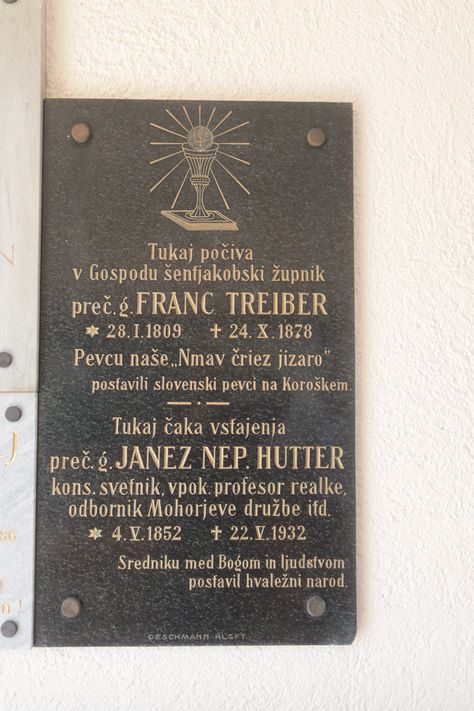 Tukaj počiva
v Gospodu šentjakobski župnik
preč. g. FRANC TREIBER
* 28. I. 1809 + 24. X. 1878
Pevcu naše „Nmav čriez jizaro"
postavili slovenski pevci na Koroškem.
Tukaj čaka vstajenja
preč. g. JANEZ NEP. HUTTER
kons. svetnik, vpok. profesor realke,
odbornik Mohorjeve družbe itd.
* 4. V. 1852 + 22. V. 1932
Sredniku med Bogom in ljudstvom
postavil hvaležni narod.
DESCHMANN KLGFT.